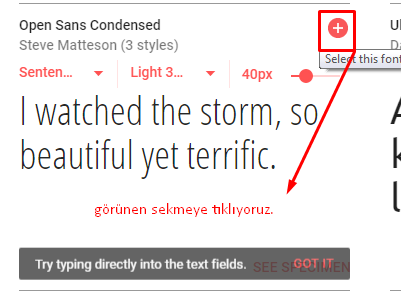 Open Sans Condensed
Steve Matteson (3 styles)
Select this font
Senten...
Light 3...
40px
I watched the storm, so
beautiful yet terrific.
görünen sekmeye tıklıyoruz.
Try typing directly into the text fields.
GOT IT
SEE SPECIMEN